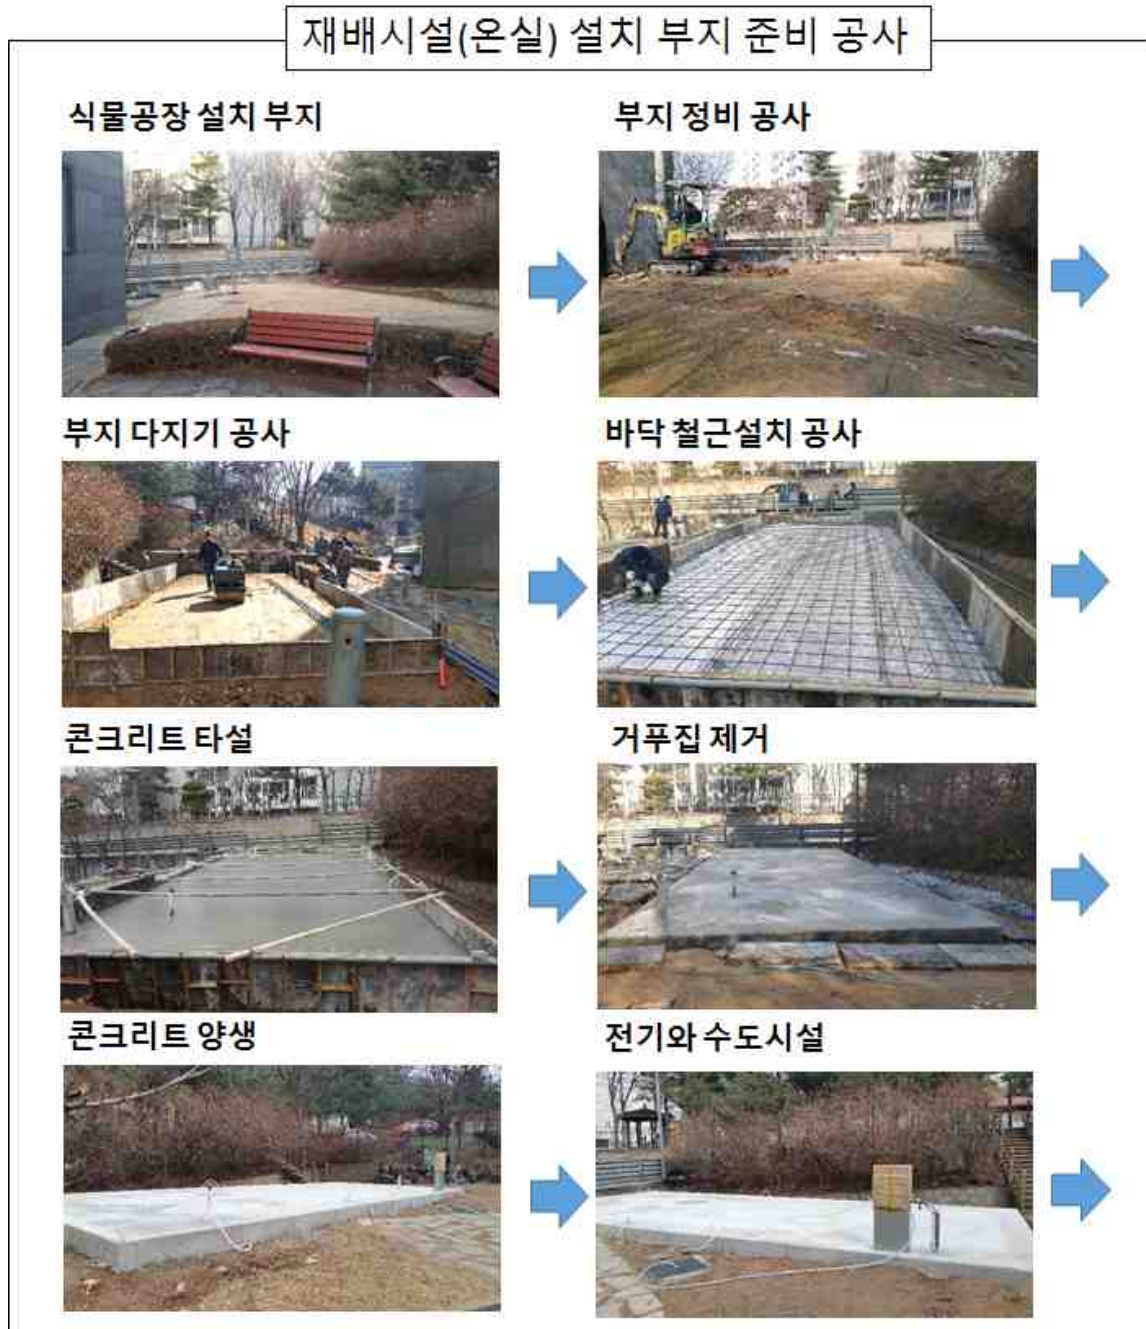 재배시설(온실) 설치 부지 준비 공사
식물공장 설치 부지
부지 정비 공사
부지 다지기 공사
바닥 철근설치 공사
콘크리트 타설
거푸집 제거
콘크리트 양생
전기와 수도시설